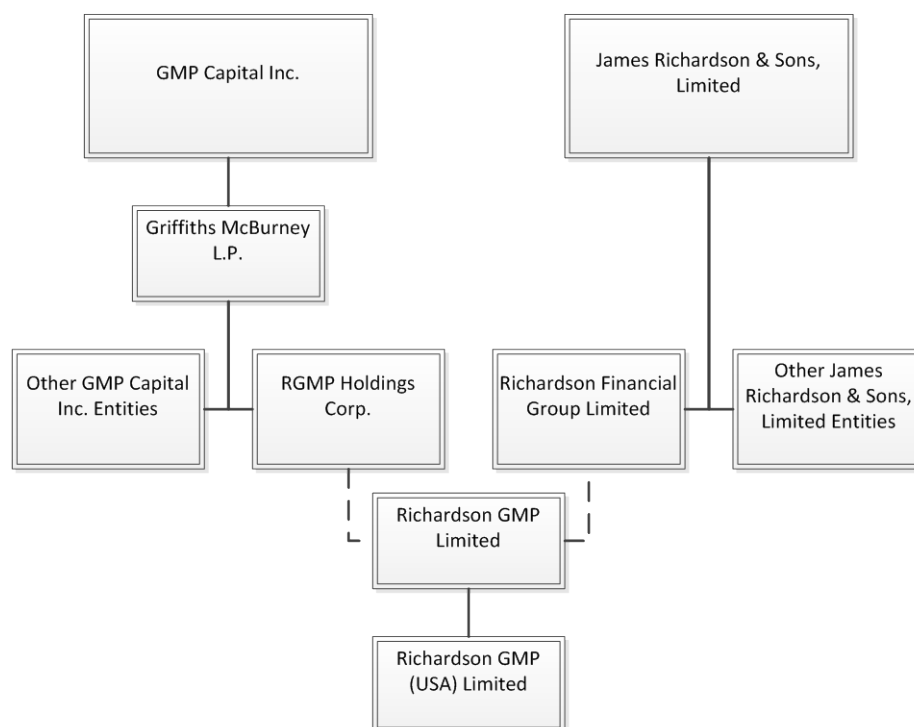 GMP Capital Inc.
James Richardson & Sons,
Limited
Griffiths McBurney
L.P.
Other GMP Capital
Inc. Entities
RGMP Holdings
Corp.
Richardson Financial
Group Limited
Other James
Richardson & Sons,
Limited Entities
Richardson GMP
Limited
Richardson GMP
(USA) Limited